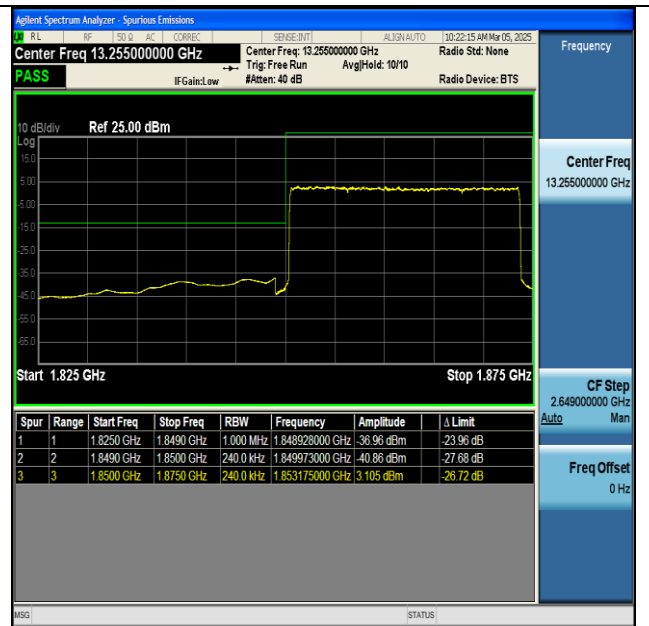 Agilent Spectrum Analyzer - Spurious Emissions
LXI RL RF 50 Ω AC CORREC SENSE:INT ALIGN AUTO 10:22:15 AM Mar 05, 2025
Center Freq 13.255000000 GHz
Center Freq: 13.255000000 GHz
Radio Std: None
Trig: Free Run Avg|Hold: 10/10
PASS
IFGain:Low
#Atten: 40 dB
Radio Device: BTS
Frequency
10 dB/div Ref 25.00 dBm
Log
15.0
5.00
-5.00
-15.0
-25.0
-35.0
-45.0
-55.0
-65.0
Start 1.825 GHz Stop 1.875 GHz
Center Freq
13.255000000 GHz
CF Step
2.649000000 GHz
Auto Man
Freq Offset
0 Hz
Spur Range Start Freq Stop Freq RBW Frequency Amplitude Δ Limit
1 1 1.8250 GHz 1.8490 GHz 1.000 MHz 1.848928000 GHz -36.96 dBm -23.96 dB
2 2 1.8490 GHz 1.8500 GHz 240.0 kHz 1.849973000 GHz -40.86 dBm -27.68 dB
3 3 1.8500 GHz 1.8750 GHz 240.0 kHz 1.853175000 GHz 3.105 dBm -26.72 dB
MSG STATUS